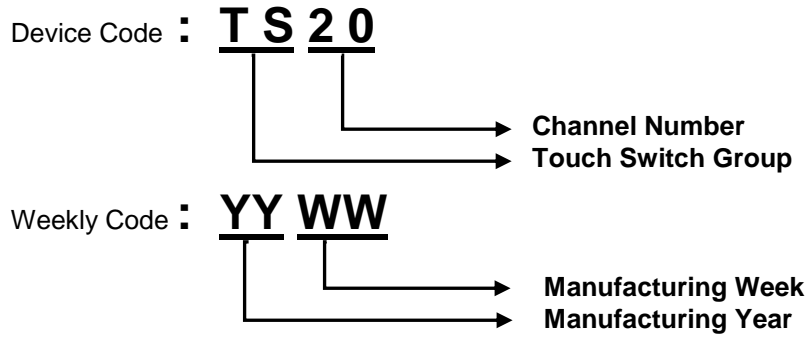 Device Code : T S 2 0
Channel Number
Touch Switch Group
Weekly Code : YY WW
Manufacturing Week
Manufacturing Year